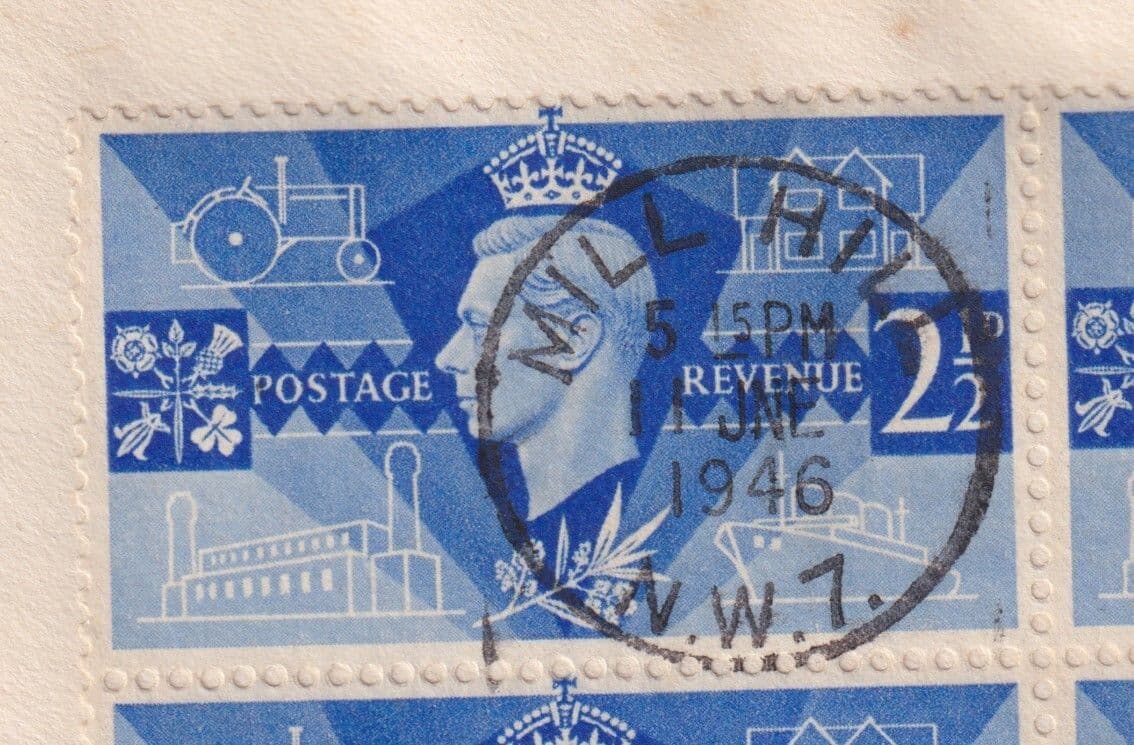 POSTAGE
REVENUE
2½D
MILL HILL
5 15PM
11 JNE
1946
N.W.7.